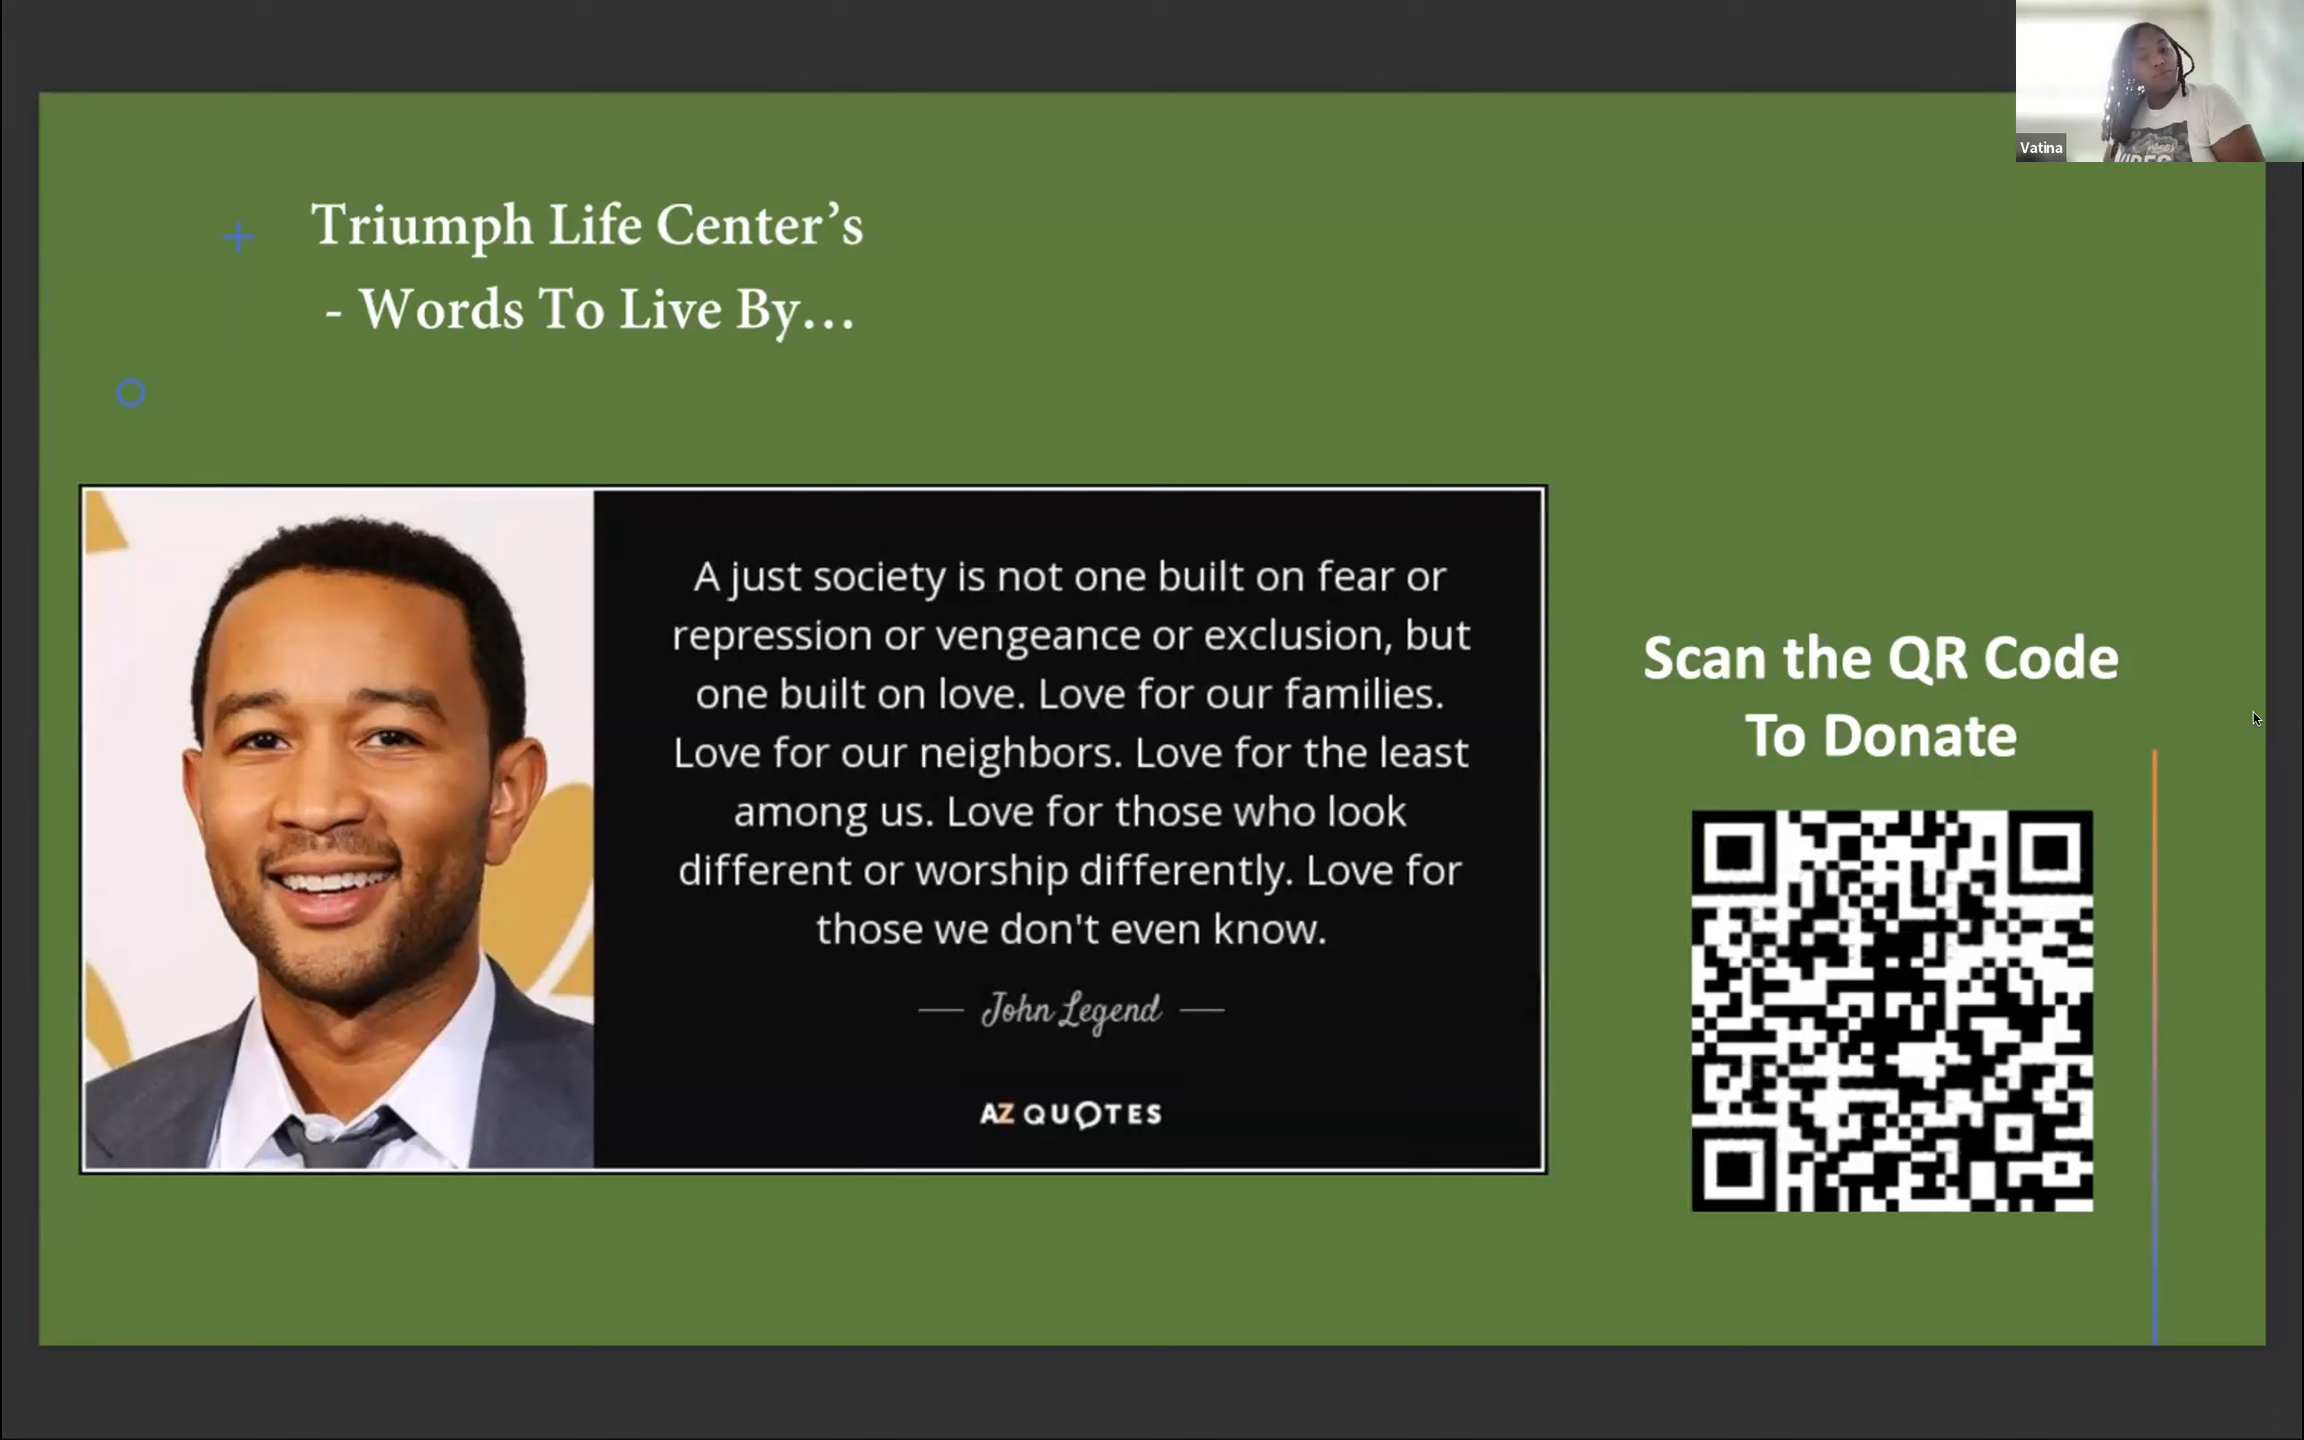 Vatina
Triumph Life Center’s
- Words To Live By...
A just society is not one built on fear or
repression or vengeance or exclusion, but
one built on love. Love for our families.
Love for our neighbors. Love for the least
among us. Love for those who look
different or worship differently. Love for
those we don't even know.
John Legend
AZ QUOTES
Scan the QR Code
To Donate